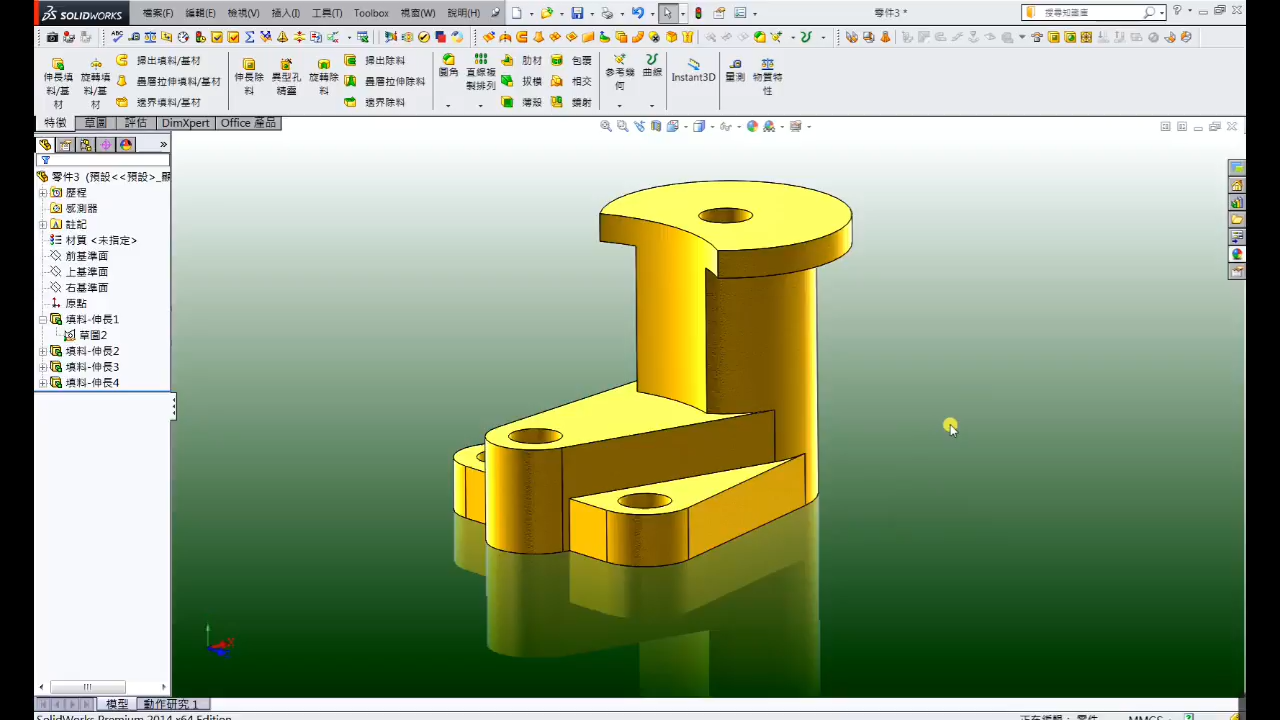 SOLIDWORKS 檔案(F) 編輯(E) 檢視(V) 插入(I) 工具(T) Toolbox 視窗(W) 說明(H) 零件3 * 搜尋知識庫
伸長填料/基材 旋轉填料/基材 掃出填料/基材 疊層拉伸填料/基材 邊界填料/基材
伸長除料 異型孔精靈 旋轉除料 掃出除料 疊層拉伸除料 邊界除料
圓角 直線複製排列 肋材 拔模 薄殼 包覆 相交 鏡射
參考幾何 曲線 Instant3D 量測 物質特性
特徵 草圖 評估 DimXpert Office 產品
零件3 (預設<<預設>_顯
歷程
感測器
註記
材質 <未指定>
前基準面
上基準面
右基準面
原點
填料-伸長1
草圖2
填料-伸長2
填料-伸長3
填料-伸長4
X
模型 動作研究 1
SolidWorks Premium 2014 x64 Edition 正在編輯: 零件 MMGS